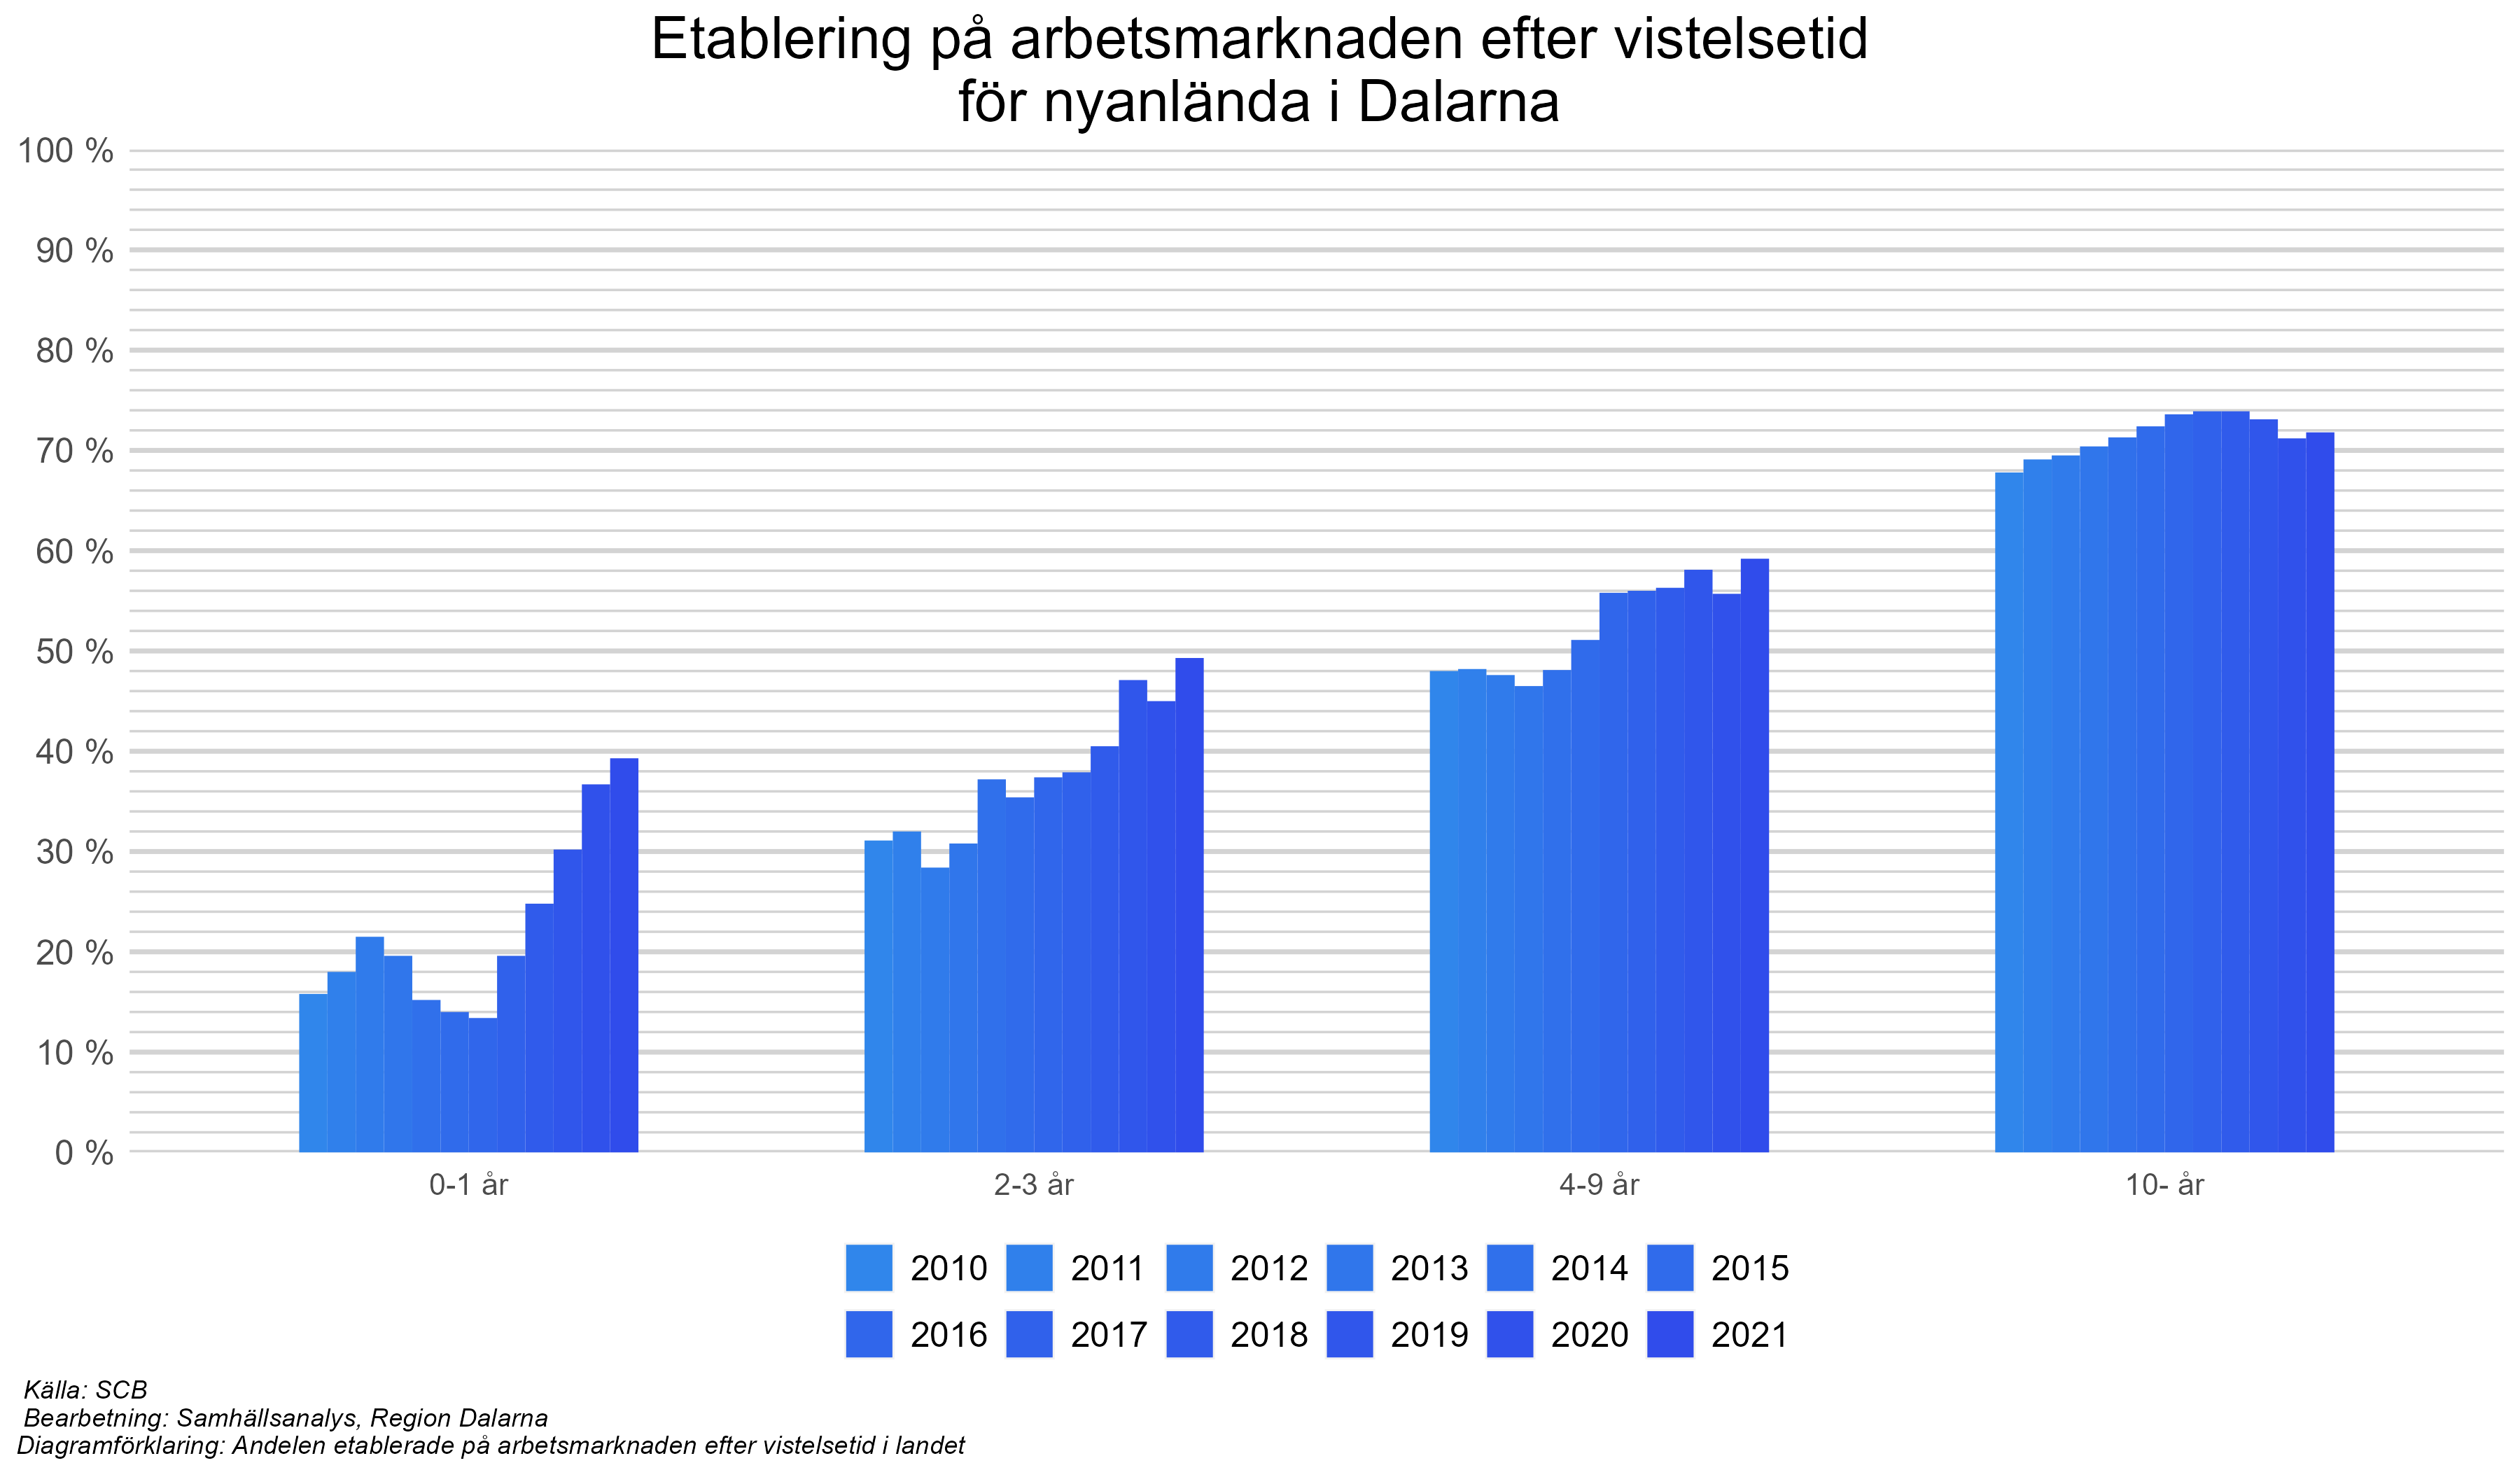 Etablering på arbetsmarknaden efter vistelsetid
för nyanlända i Dalarna
100 %
90 %
80 %
70 %
60 %
50 %
40 %
30 %
20 %
10 %
0 %
0-1 år
2-3 år
4-9 år
10- år
2010
2011
2012
2013
2014
2015
2016
2017
2018
2019
2020
2021
Källa: SCB
Bearbetning: Samhällsanalys, Region Dalarna
Diagramförklaring: Andelen etablerade på arbetsmarknaden efter vistelsetid i landet